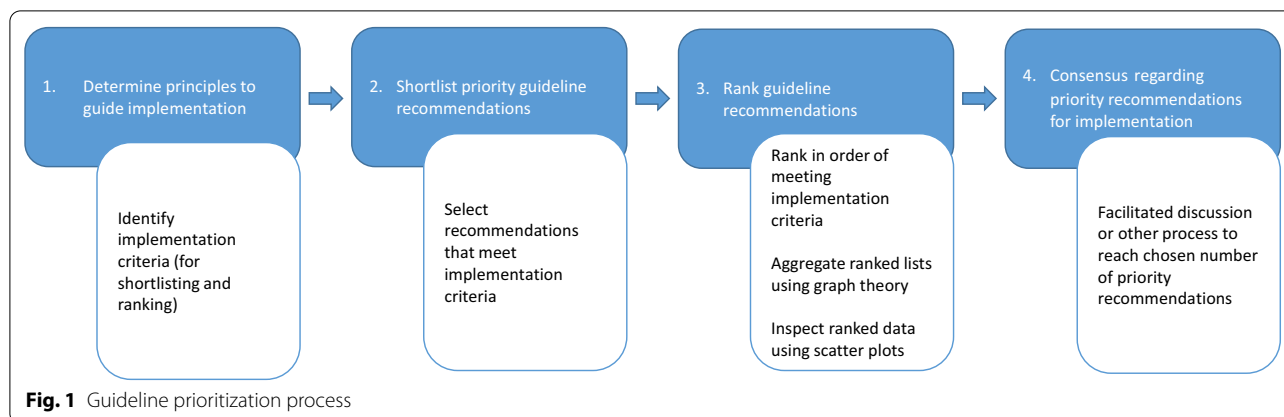 1. Determine principles to
guide implementation
Identify
implementation
criteria (for
shortlisting and
ranking)
2. Shortlist priority guideline
recommendations
Select
recommendations
that meet
implementation
criteria
3. Rank guideline
recommendations
Rank in order of
meeting
implementation
criteria
Aggregate ranked lists
using graph theory
Inspect ranked data
using scatter plots
4. Consensus regarding
priority recommendations
for implementation
Facilitated discussion
or other process to
reach chosen number
of priority
recommendations
Fig. 1 Guideline prioritization process